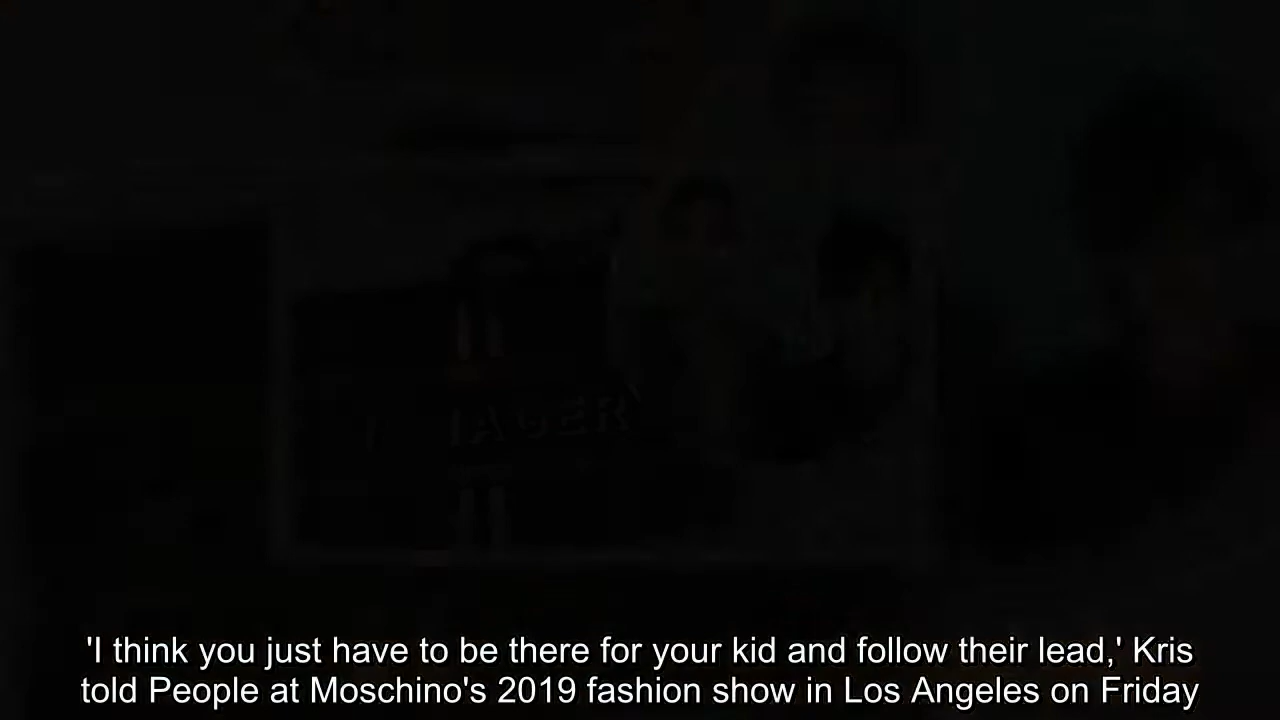 'I think you just have to be there for your kid and follow their lead,' Kris
told People at Moschino's 2019 fashion show in Los Angeles on Friday